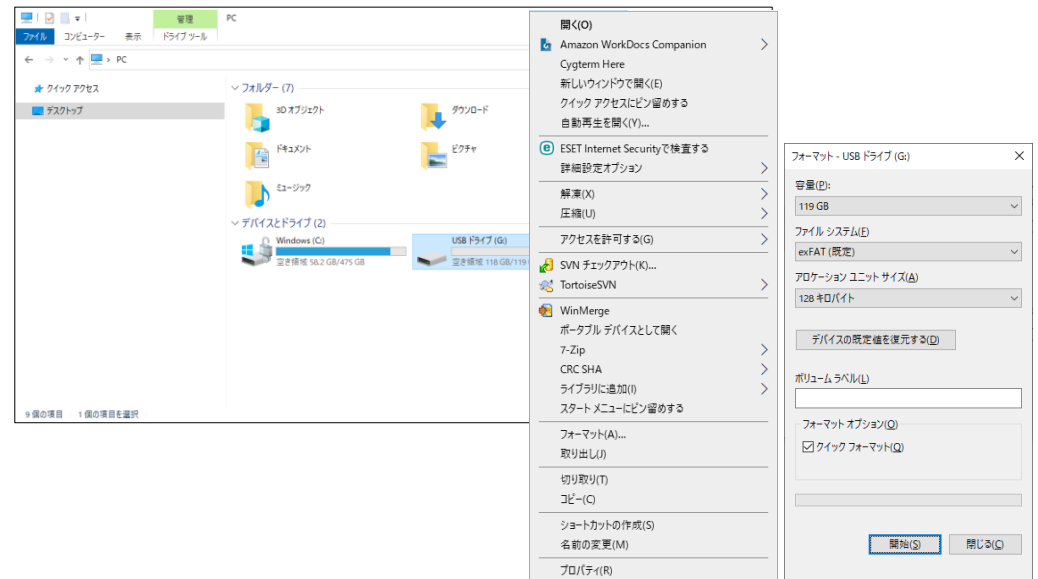 管理
PC
ファイル
コンピューター
表示
ドライブ ツール
PC
クイック アクセス
デスクトップ
フォルダー (7)
3D オブジェクト
ダウンロード
ドキュメント
ピクチャ
ミュージック
デバイスとドライブ (2)
Windows (C:)
空き領域 58.2 GB/475 GB
USB ドライブ (G:)
空き領域 118 GB/119
9 個の項目
1 個の項目を選択
開く(O)
Amazon WorkDocs Companion
Cygterm Here
新しいウィンドウで開く(E)
クイック アクセスにピン留めする
自動再生を開く(Y)...
ESET Internet Securityで検査する
詳細設定オプション
解凍(X)
圧縮(U)
アクセスを許可する(G)
SVN チェックアウト(K)...
TortoiseSVN
WinMerge
ポータブル デバイスとして開く
7-Zip
CRC SHA
ライブラリに追加(I)
スタート メニューにピン留めする
フォーマット(A)...
取り出し(J)
切り取り(T)
コピー(C)
ショートカットの作成(S)
名前の変更(M)
プロパティ(R)
フォーマット - USB ドライブ (G:)
容量(P):
119 GB
ファイル システム(F)
exFAT (既定)
アロケーション ユニット サイズ(A)
128 キロバイト
デバイスの既定値を復元する(D)
ボリューム ラベル(L)
フォーマット オプション(O)
クイック フォーマット(Q)
開始(S)
閉じる(C)